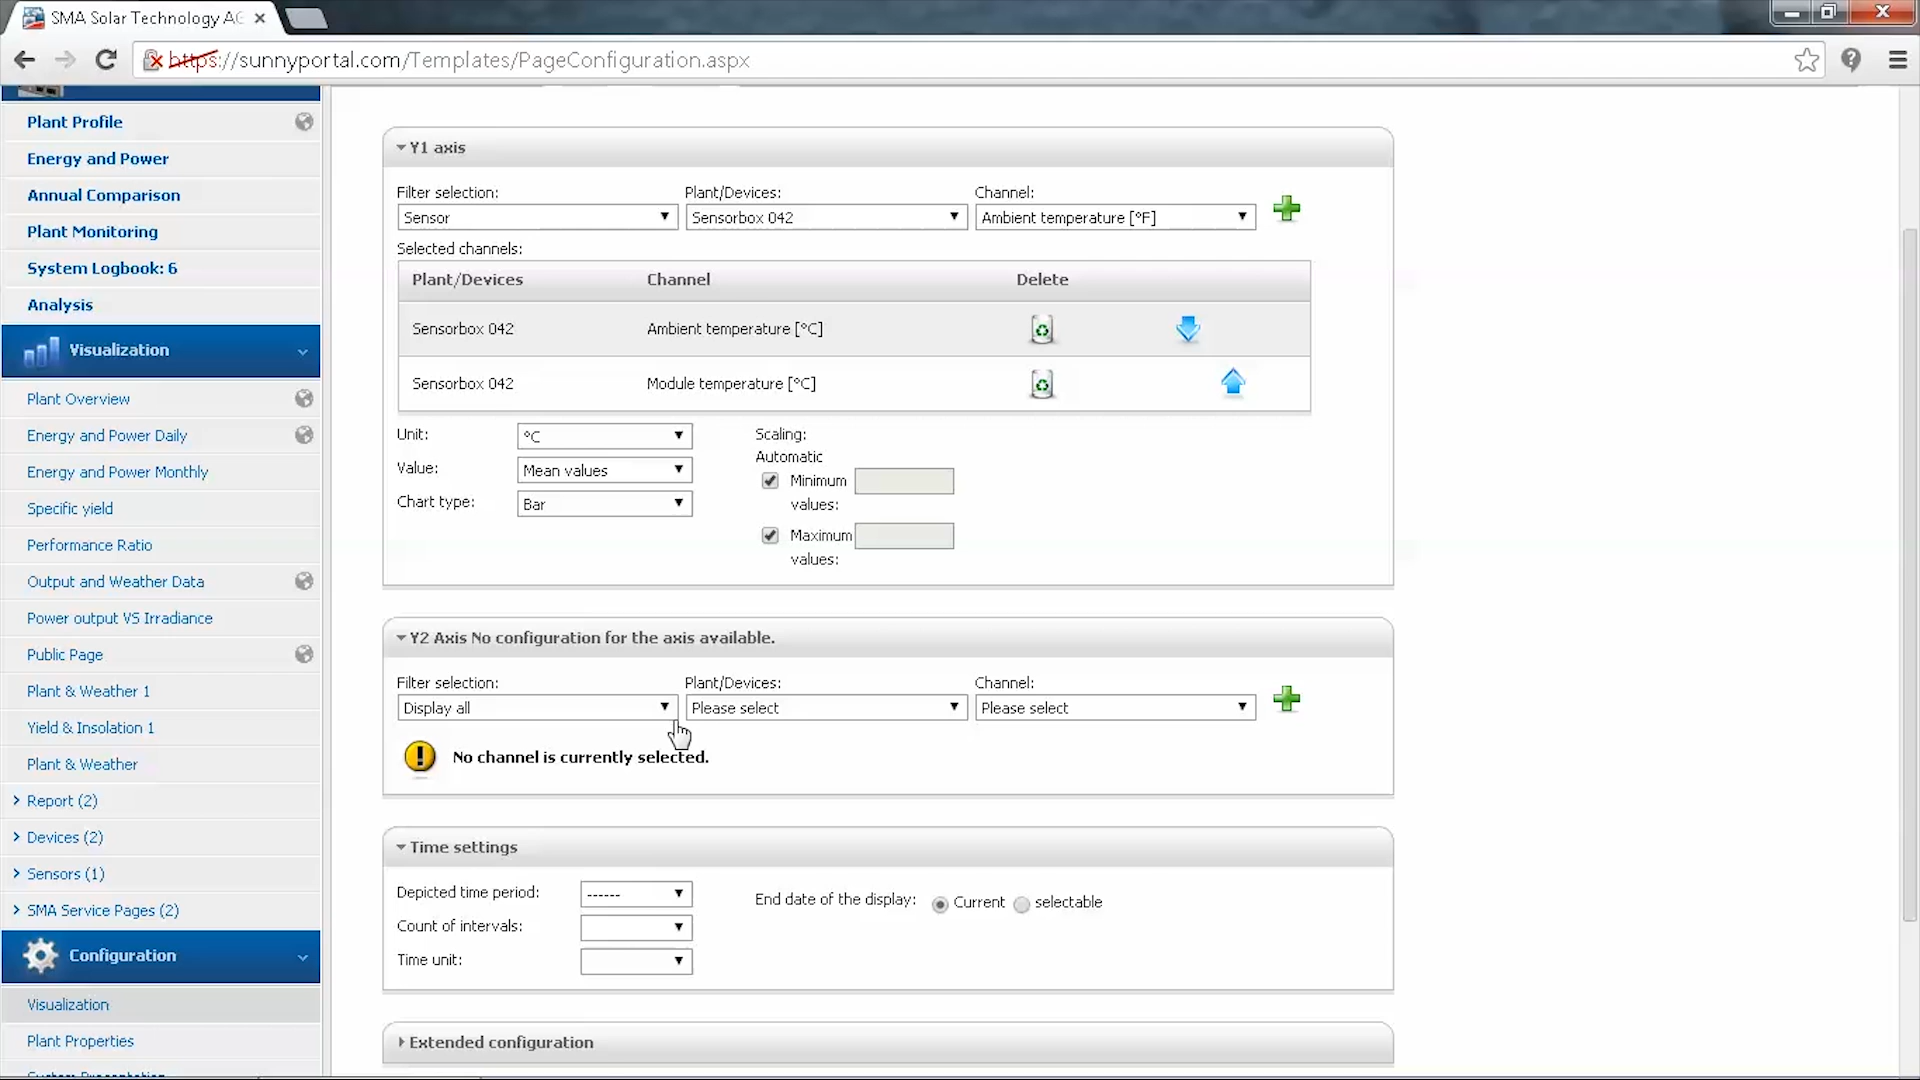 SMA Solar Technology AG
https://sunnyportal.com/Templates/PageConfiguration.aspx
Plant Profile
Energy and Power
Annual Comparison
Plant Monitoring
System Logbook: 6
Analysis
Visualization
Plant Overview
Energy and Power Daily
Energy and Power Monthly
Specific yield
Performance Ratio
Output and Weather Data
Power output VS Irradiance
Public Page
Plant & Weather 1
Yield & Insolation 1
Plant & Weather
Report (2)
Devices (2)
Sensors (1)
SMA Service Pages (2)
Configuration
Visualization
Plant Properties
System Presentation
Y1 axis
Filter selection: Plant/Devices: Channel:
Sensor Sensorbox 042 Ambient temperature [°F]
Selected channels:
Plant/Devices Channel Delete
Sensorbox 042 Ambient temperature [°C]
Sensorbox 042 Module temperature [°C]
Unit: °C Scaling:
Automatic
Value: Mean values Minimum
values:
Chart type: Bar
Maximum
values:
Y2 Axis No configuration for the axis available.
Filter selection: Plant/Devices: Channel:
Display all Please select Please select
No channel is currently selected.
Time settings
Depicted time period: ------ End date of the display: Current selectable
Count of intervals:
Time unit:
Extended configuration